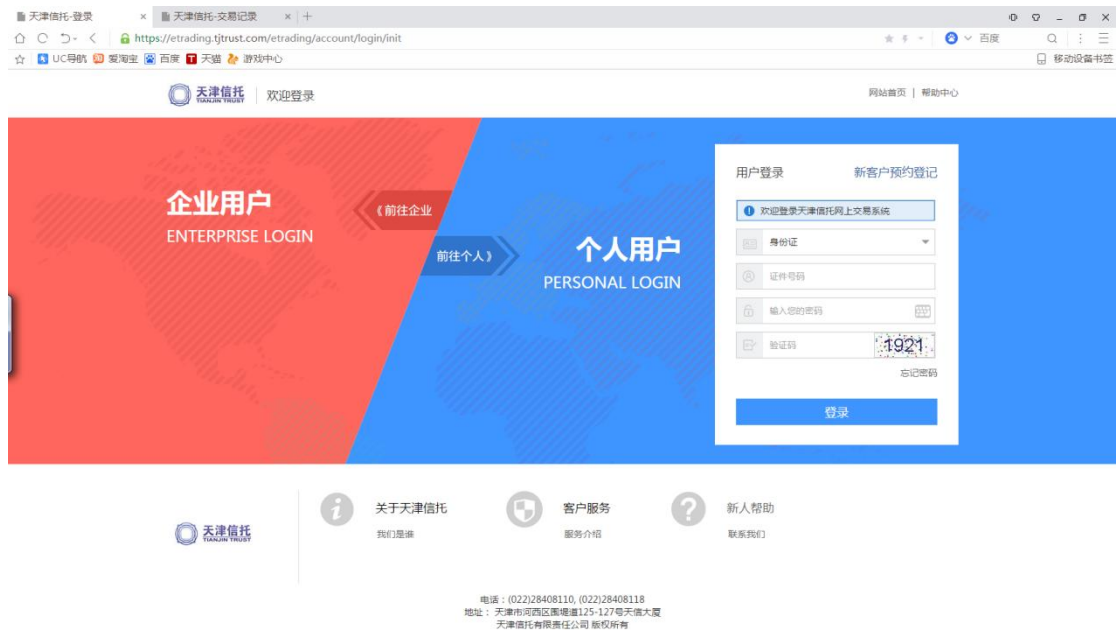 天津信托-登录 × 天津信托-交易记录 × +
https://etrading.tjtrust.com/etrading/account/login/init 百度
UC导航 爱淘宝 百度 天猫 游戏中心 移动设备书签
天津信托 TIANJIN TRUST 欢迎登录 网站首页 | 帮助中心
企业用户
ENTERPRISE LOGIN
《前往企业
前往个人》
个人用户
PERSONAL LOGIN
用户登录 新客户预约登记
欢迎登录天津信托网上交易系统
身份证
证件号码
输入您的密码
验证码 1921
忘记密码
登录
天津信托
TIANJIN TRUST
关于天津信托
我们是谁
客户服务
服务介绍
新人帮助
联系我们
电话：(022)28408110, (022)28408118
地址： 天津市河西区围堤道125-127号天信大厦
天津信托有限责任公司 版权所有